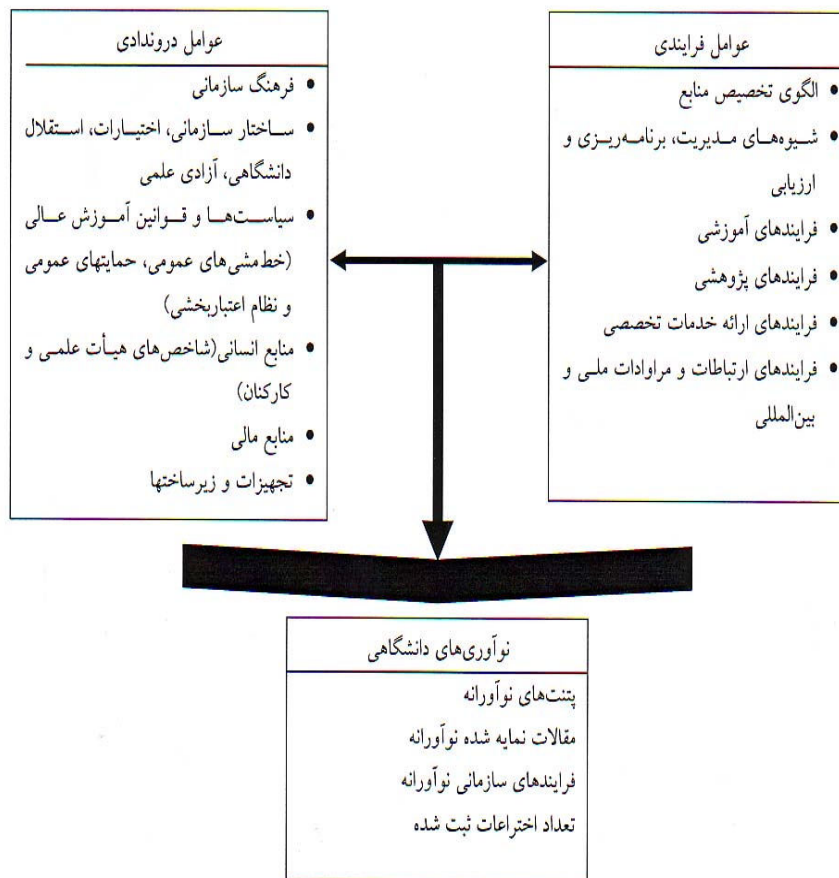 عوامل فرایندی
• الگوی تخصیص منابع
• شیوه‌های مدیریت، برنامه‌ریزی و
ارزیابی
• فرایندهای آموزشی
• فرایندهای پژوهشی
• فرایندهای ارائه خدمات تخصصی
• فرایندهای ارتباطات و مراودات ملی و
بین‌المللی
عوامل دروندادی
• فرهنگ سازمانی
• ساختار سازمانی، اختیارات، استقلال
دانشگاهی، آزادی علمی
• سیاست‌ها و قوانین آموزش عالی
(خط‌مشی‌های عمومی، حمایتهای عمومی
و نظام اعتباربخشی)
• منابع انسانی(شاخص‌های هیأت علمی و
کارکنان)
• منابع مالی
• تجهیزات و زیرساختها
نوآوری‌های دانشگاهی
پتنت‌های نوآورانه
مقالات نمایه شده نوآورانه
فرایندهای سازمانی نوآورانه
تعداد اختراعات ثبت شده